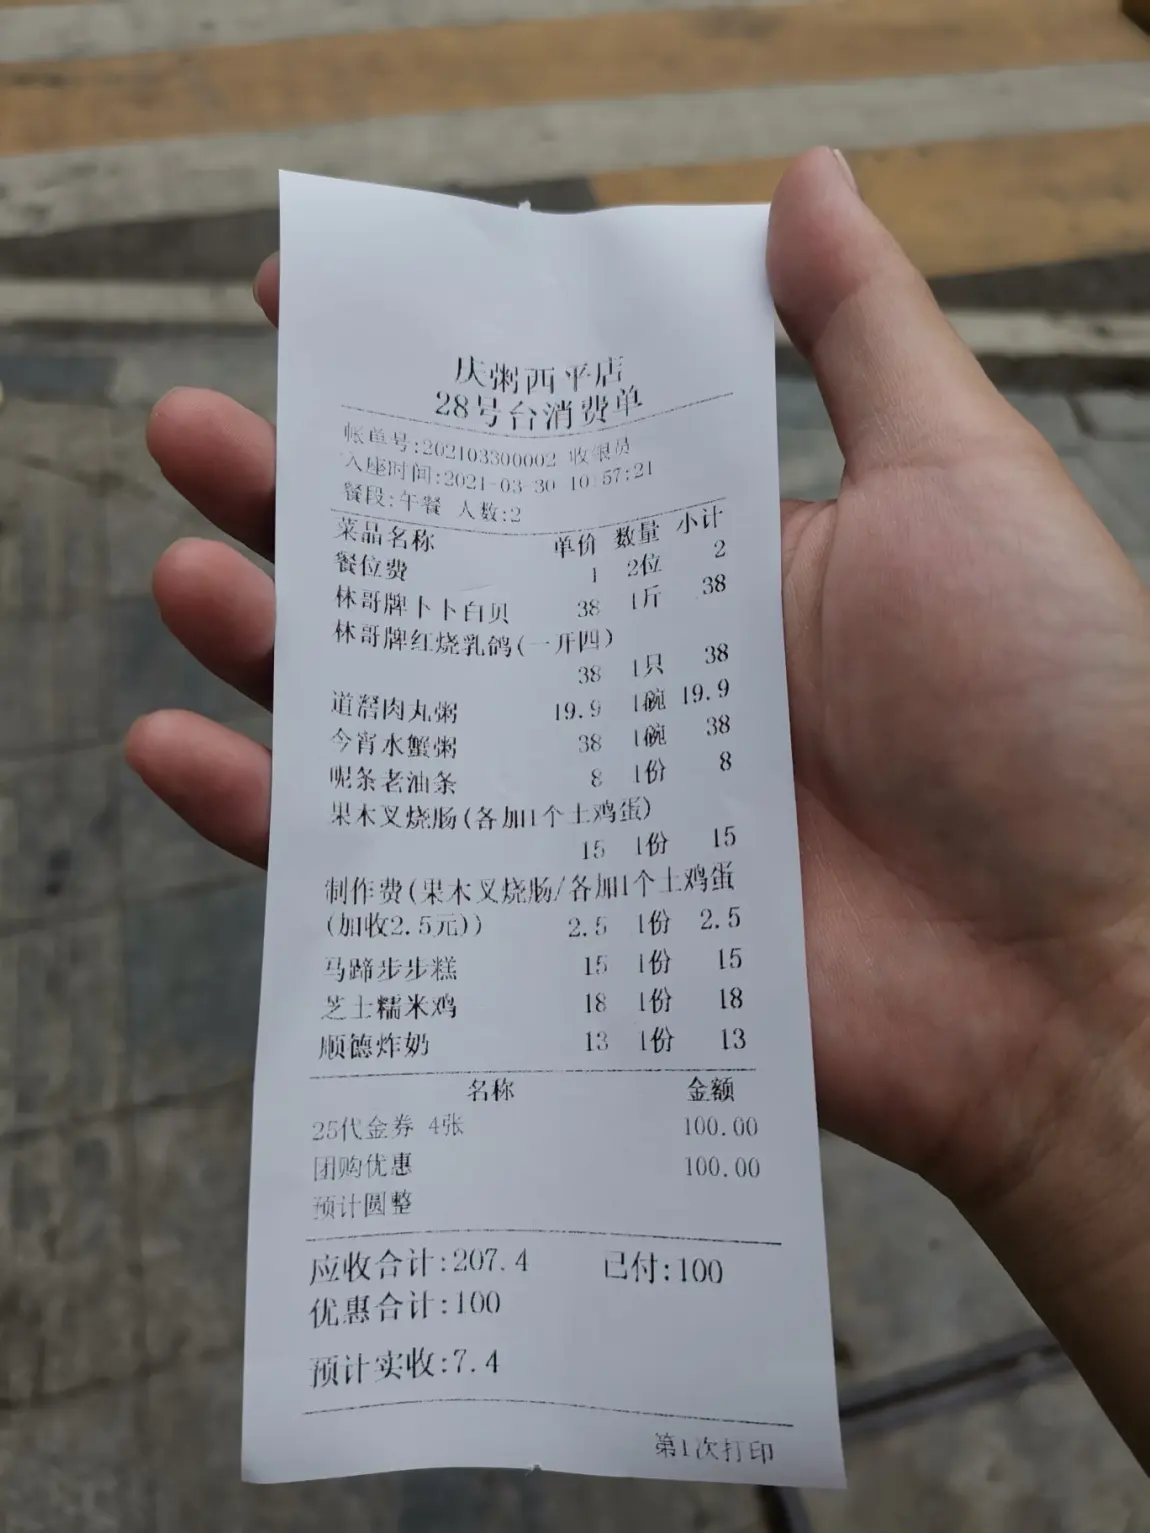 庆粥西平店
28号台消费单
帐单号:202103300002 收银员
入座时间:2021-03-30 10:57:21
餐段:午餐 人数:2
菜品名称 单价 数量 小计
餐位费 1 2位 2
林哥牌卜卜白贝 38 1斤 38
林哥牌红烧乳鸽(一开四)
38 1只 38
道滘肉丸粥 19.9 1碗 19.9
今宵水蟹粥 38 1碗 38
呢条老油条 8 1份 8
果木叉烧肠(各加1个土鸡蛋)
15 1份 15
制作费(果木叉烧肠/各加1个土鸡蛋
(加收2.5元)) 2.5 1份 2.5
马蹄步步糕 15 1份 15
芝士糯米鸡 18 1份 18
顺德炸奶 13 1份 13
名称 金额
25代金券 4张 100.00
团购优惠 100.00
预计圆整
应收合计:207.4 已付:100
优惠合计:100
预计实收:7.4
第1次打印